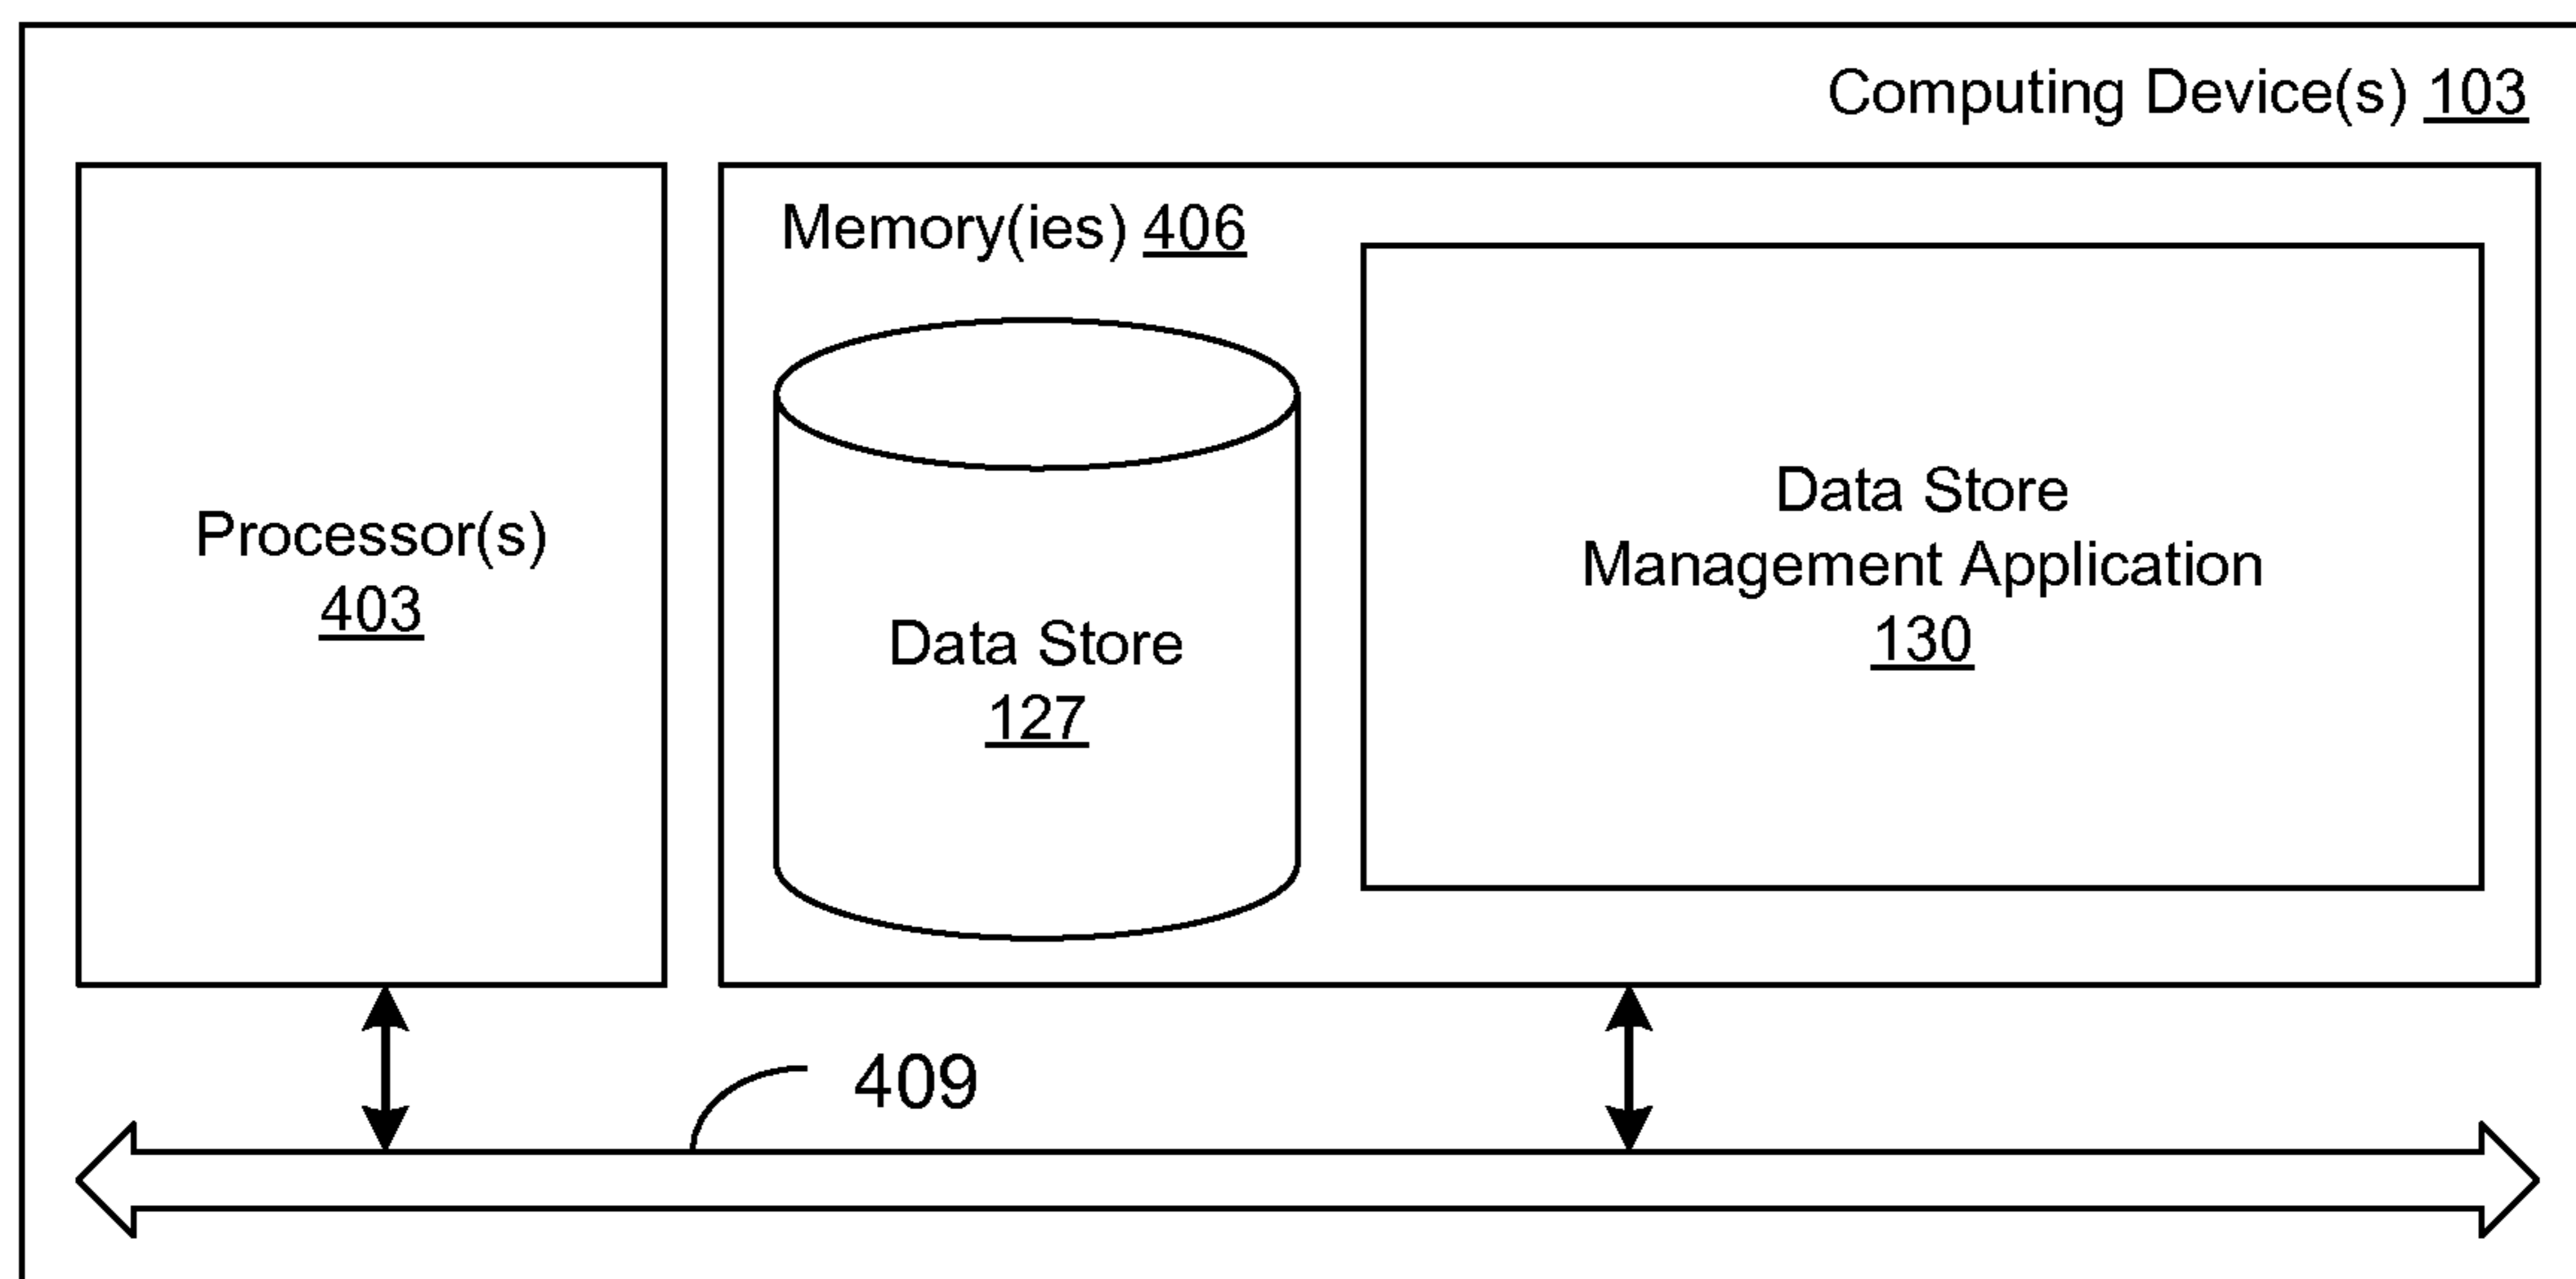 Computing Device(s) 103
Memory(ies) 406
Processor(s)
403
Data Store
127
Data Store
Management Application
130
409